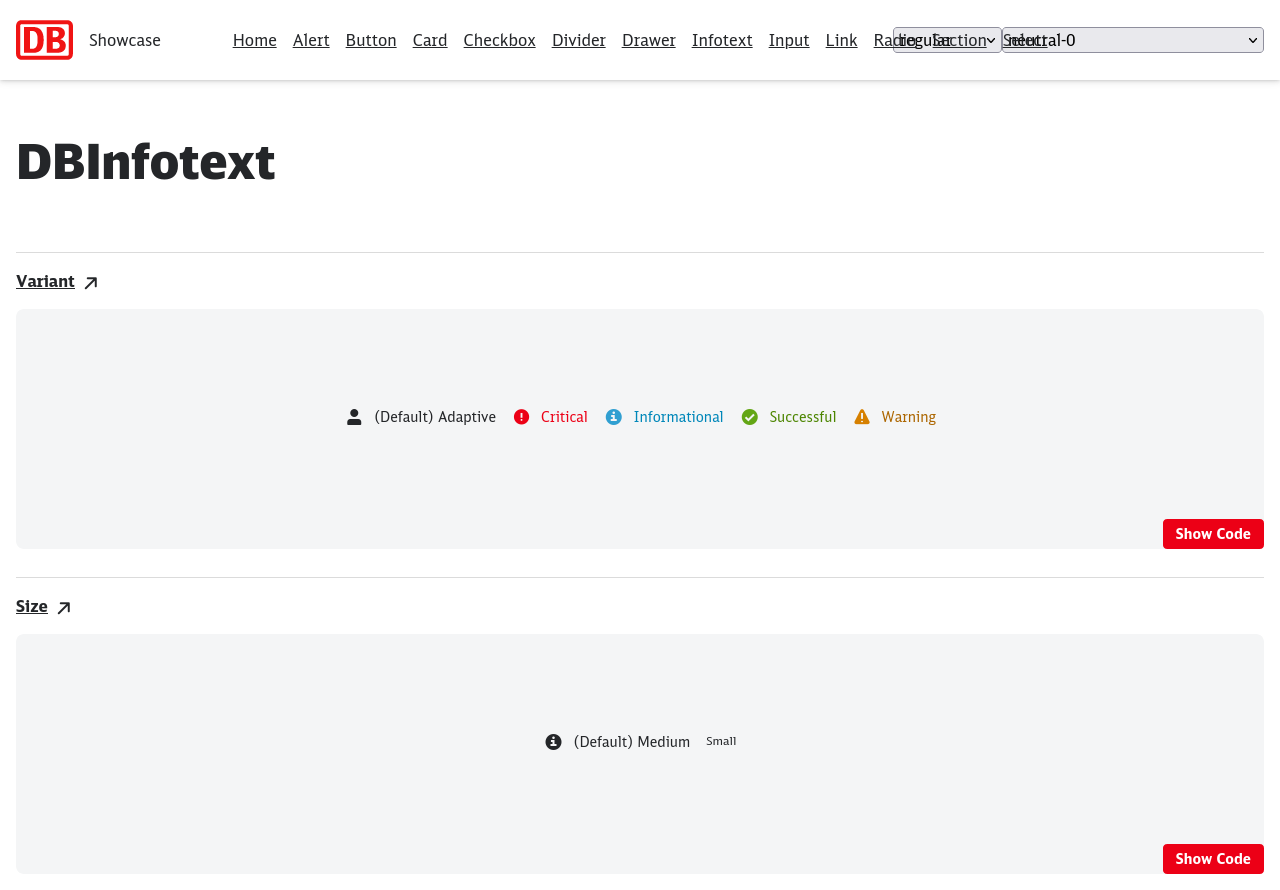 DB Showcase Home Alert Button Card Checkbox Divider Drawer Infotext Input Link Radio Section Select regular neutral-0
DBInfotext
Variant
(Default) Adaptive Critical Informational Successful Warning
Show Code
Size
(Default) Medium Small
Show Code